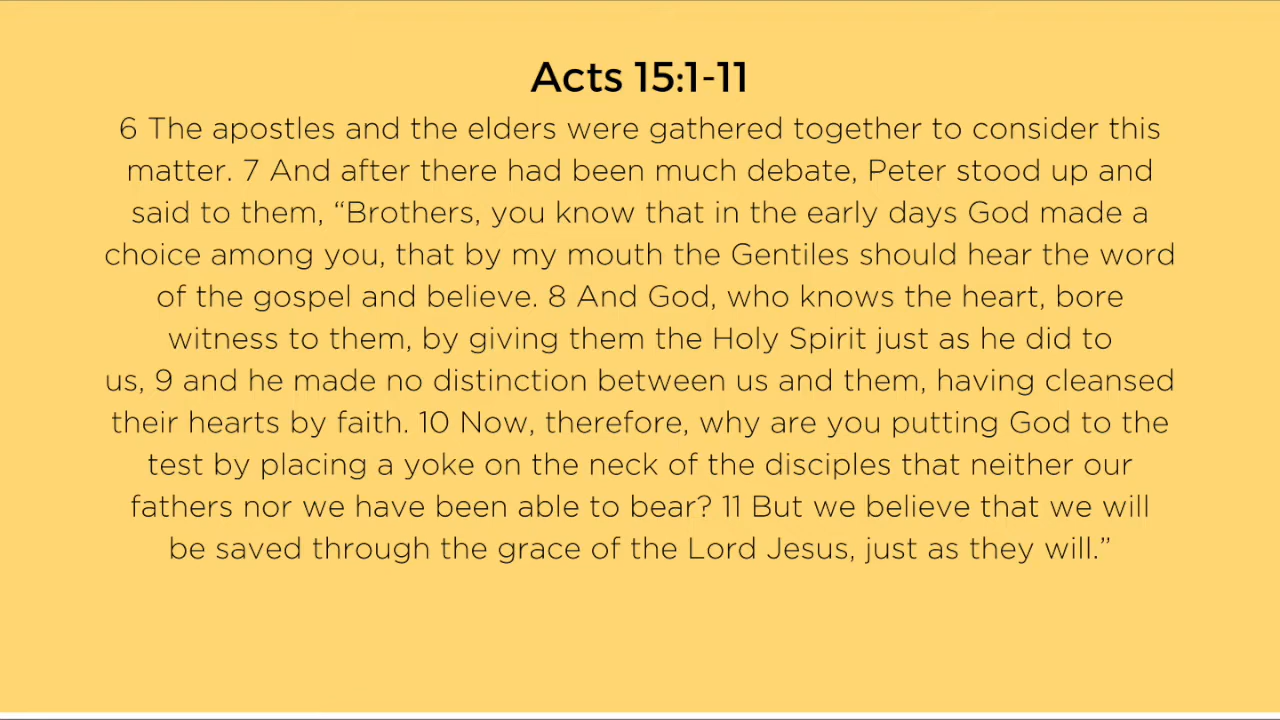 Acts 15:1-11
6 The apostles and the elders were gathered together to consider this
matter. 7 And after there had been much debate, Peter stood up and
said to them, “Brothers, you know that in the early days God made a
choice among you, that by my mouth the Gentiles should hear the word
of the gospel and believe. 8 And God, who knows the heart, bore
witness to them, by giving them the Holy Spirit just as he did to
us, 9 and he made no distinction between us and them, having cleansed
their hearts by faith. 10 Now, therefore, why are you putting God to the
test by placing a yoke on the neck of the disciples that neither our
fathers nor we have been able to bear? 11 But we believe that we will
be saved through the grace of the Lord Jesus, just as they will.”